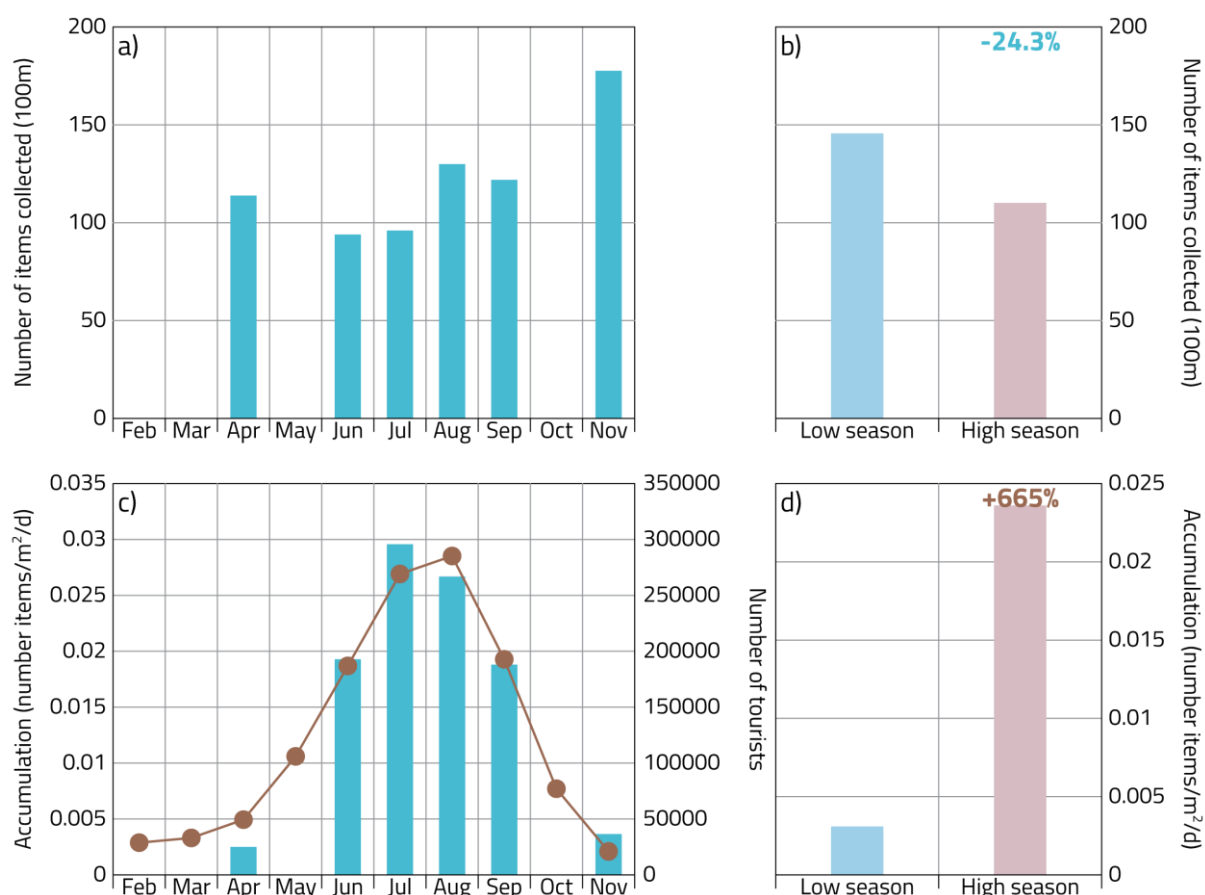 a)
Number of items collected (100m)
200
150
100
50
0
Feb Mar Apr May Jun Jul Aug Sep Oct Nov
b)
-24.3%
200
150
100
50
0
Number of items collected (100m)
Low season High season
c)
Accumulation (number items/m²/d)
0.035
0.03
0.025
0.02
0.015
0.01
0.005
0
350000
300000
250000
200000
150000
100000
50000
0
Number of tourists
Feb Mar Apr May Jun Jul Aug Sep Oct Nov
d)
+665%
0.025
0.02
0.015
0.01
0.005
0
Accumulation (number items/m²/d)
Low season High season